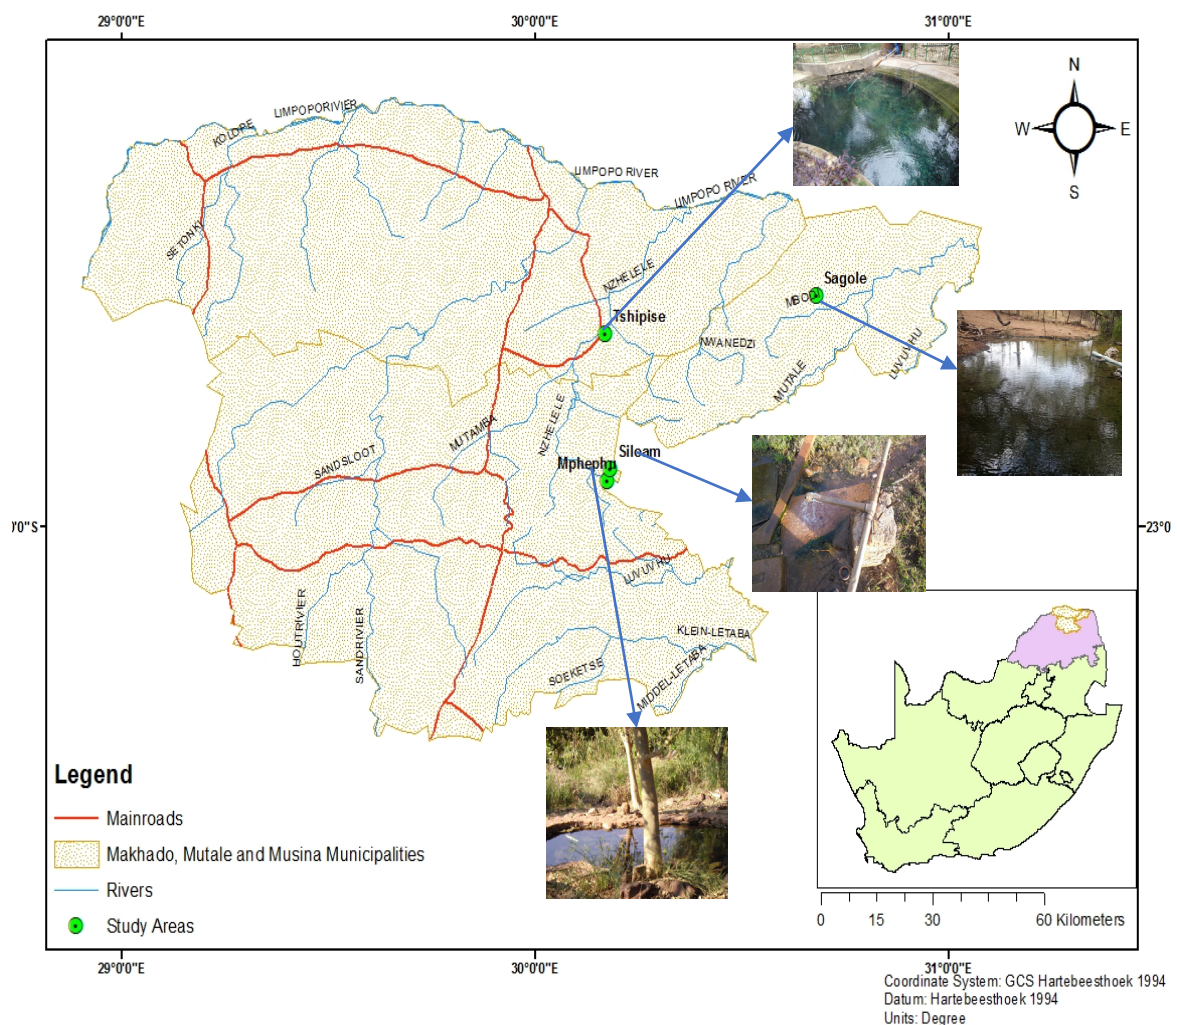 29°0'0"E 30°0'0"E 31°0'0"E
N
W E
S
KOLOPE
LIMPOPORIVIER
LIMPOPO RIVER
LIMPOPO RIVER
SETONKI
NZHELELE
Sagole
MBODI
Tshipise
NWANEDZI
LUVUVHU
MUTALE
NZHELELE
MUTAMBA
SANDSLOOT
Siloam
Mphephu
'0"S
23°0
LUVUVHU
HOUTRIVIER
SANDRIVIER
KLEIN-LETABA
SOEKETSE
MIDDEL-LETABA
Legend
Mainroads
Makhado, Mutale and Musina Municipalities
Rivers
Study Areas
0 15 30 60 Kilometers
29°0'0"E 30°0'0"E 31°0'0"E
Coordinate System: GCS Hartebeesthoek 1994
Datum: Hartebeesthoek 1994
Units: Degree